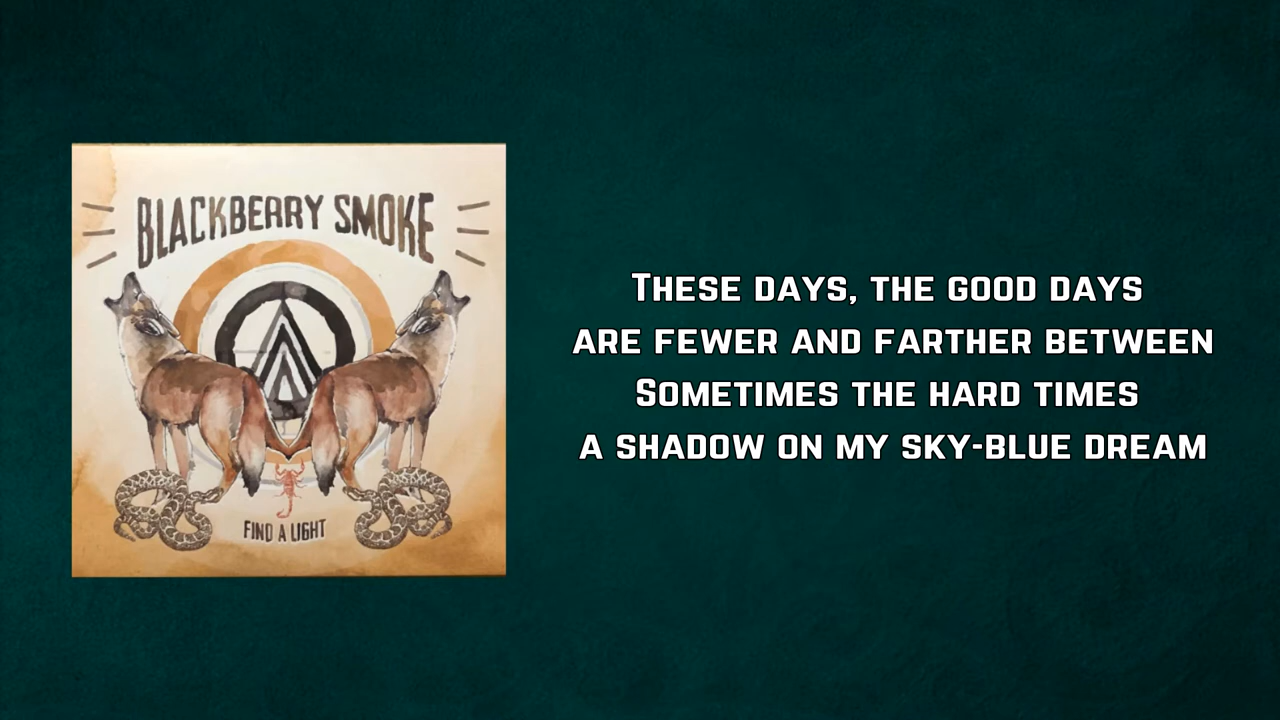 BLACKBERRY SMOKE
FIND A LIGHT
These days, the good days
are fewer and farther between
Sometimes the hard times
a shadow on my sky-blue dream